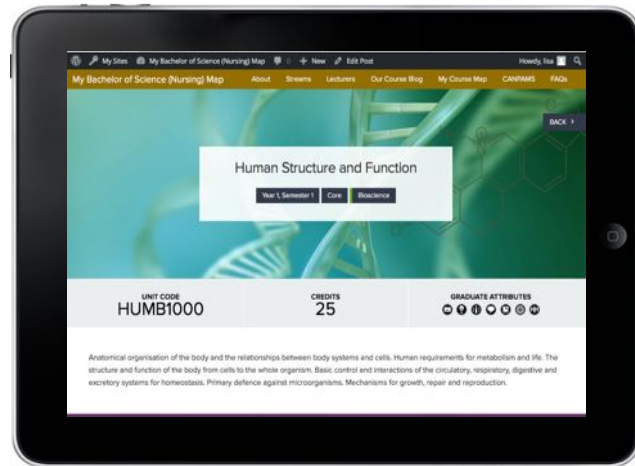 My Sites My Bachelor of Science (Nursing) Map 0 + New Edit Post Howdy, lisa
My Bachelor of Science (Nursing) Map About Streams Lecturers Our Course Blog My Course Map CANPAMS FAQs
BACK >
Human Structure and Function
Year 1, Semester 1 Core Bioscience
UNIT CODE CREDITS GRADUATE ATTRIBUTES
HUMB1000 25
Anatomical organisation of the body and the relationships between body systems and cells. Human requirements for metabolism and life. The
structure and function of the body from cells to the whole organism. Basic control and interactions of the circulatory, respiratory, digestive and
excretory systems for homeostasis. Primary defence against microorganisms. Mechanisms for growth, repair and reproduction.